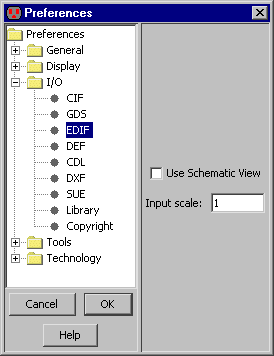 Preferences
Preferences
General
Display
I/O
CIF
GDS
EDIF
DEF
CDL
DXF
SUE
Library
Copyright
Tools
Technology
Use Schematic View
Input scale: 1
Cancel
OK
Help